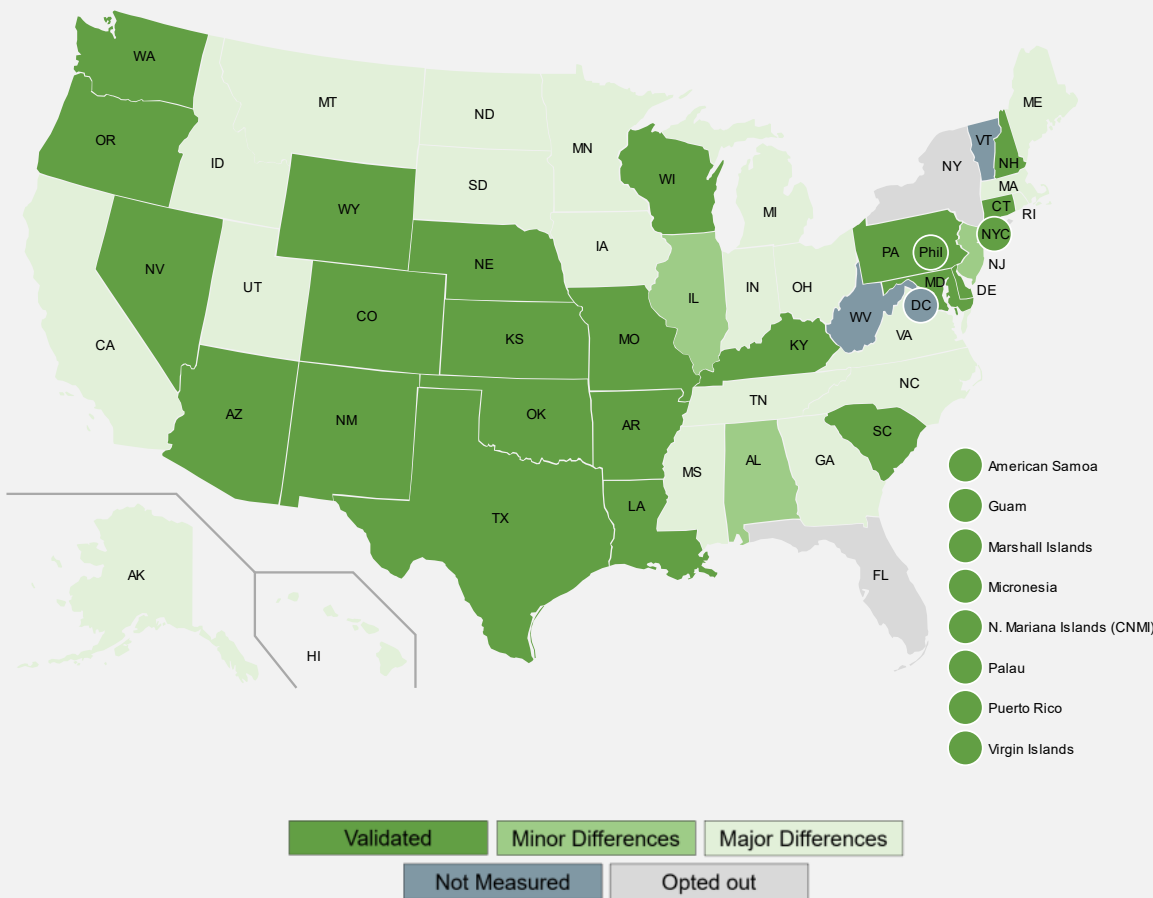 WA
MT
ND
MN
ME
OR
ID
SD
WI
MI
NY
VT
NH
MA
CT
RI
WY
IA
NYC
NV
UT
NE
IL
IN
OH
PA
Phil
NJ
MD
DE
CA
CO
KS
MO
KY
WV
DC
VA
AZ
NM
OK
AR
TN
NC
SC
MS
AL
GA
TX
LA
FL
AK
HI
American Samoa
Guam
Marshall Islands
Micronesia
N. Mariana Islands (CNMI)
Palau
Puerto Rico
Virgin Islands
Validated
Minor Differences
Major Differences
Not Measured
Opted out